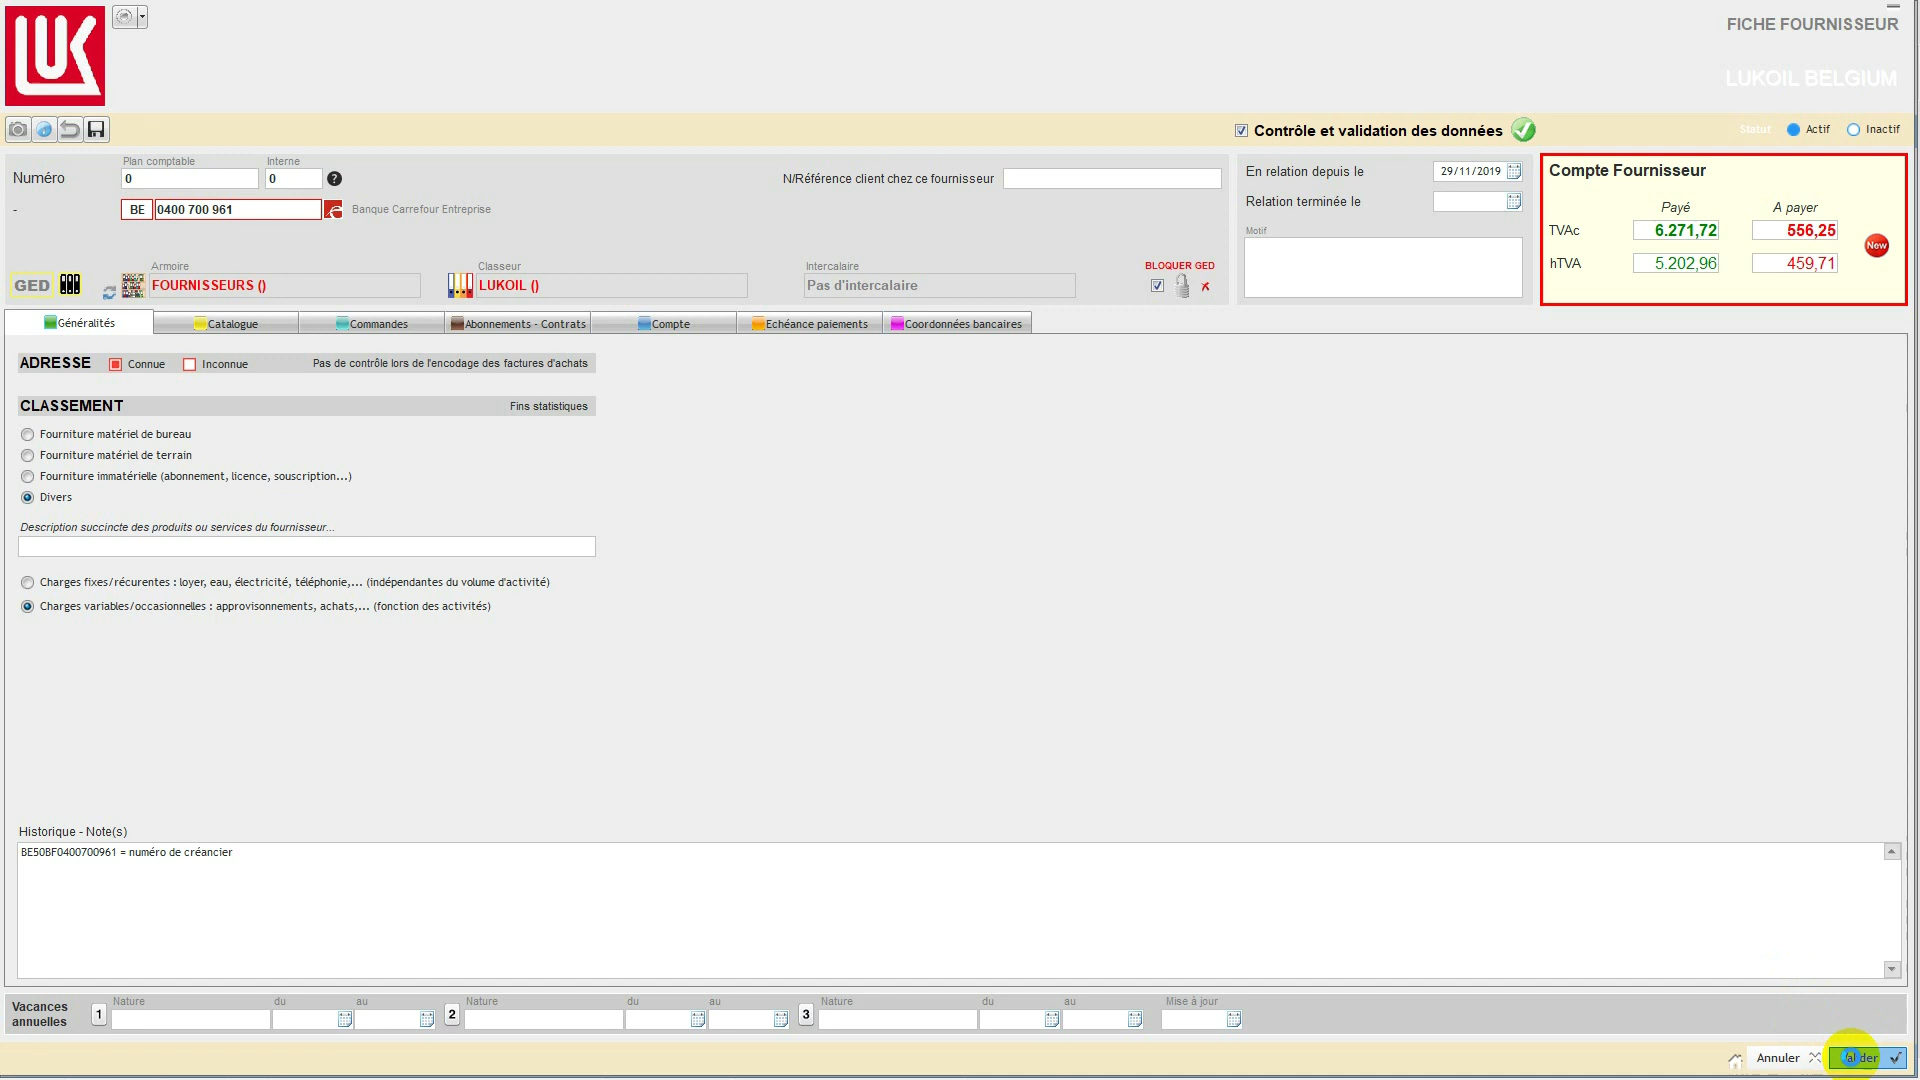 LUK
FICHE FOURNISSEUR
LUKOIL BELGIUM
Contrôle et validation des données
Statut
Actif
Inactif
Plan comptable
Interne
Numéro
0
0
?
N/Référence client chez ce fournisseur
-
BE
0400 700 961
Banque Carrefour Entreprise
En relation depuis le
29/11/2019
Relation terminée le
Motif
Compte Fournisseur
Payé
A payer
TVAc
6.271,72
556,25
New
hTVA
5.202,96
459,71
GED
Armoire
FOURNISSEURS ()
Classeur
LUKOIL ()
Intercalaire
Pas d'intercalaire
BLOQUER GED
Généralités
Catalogue
Commandes
Abonnements - Contrats
Compte
Echéance paiements
Coordonnées bancaires
ADRESSE
Connue
Inconnue
Pas de contrôle lors de l'encodage des factures d'achats
CLASSEMENT
Fins statistiques
Fourniture matériel de bureau
Fourniture matériel de terrain
Fourniture immatérielle (abonnement, licence, souscription...)
Divers
Description succincte des produits ou services du fournisseur...
Charges fixes/récurentes : loyer, eau, électricité, téléphonie,... (indépendantes du volume d'activité)
Charges variables/occasionnelles : approvisonnements, achats,... (fonction des activités)
Historique - Note(s)
BE50BF0400700961 = numéro de créancier
Vacances
annuelles
1
Nature
du
au
2
Nature
du
au
3
Nature
du
au
Mise à jour
Annuler